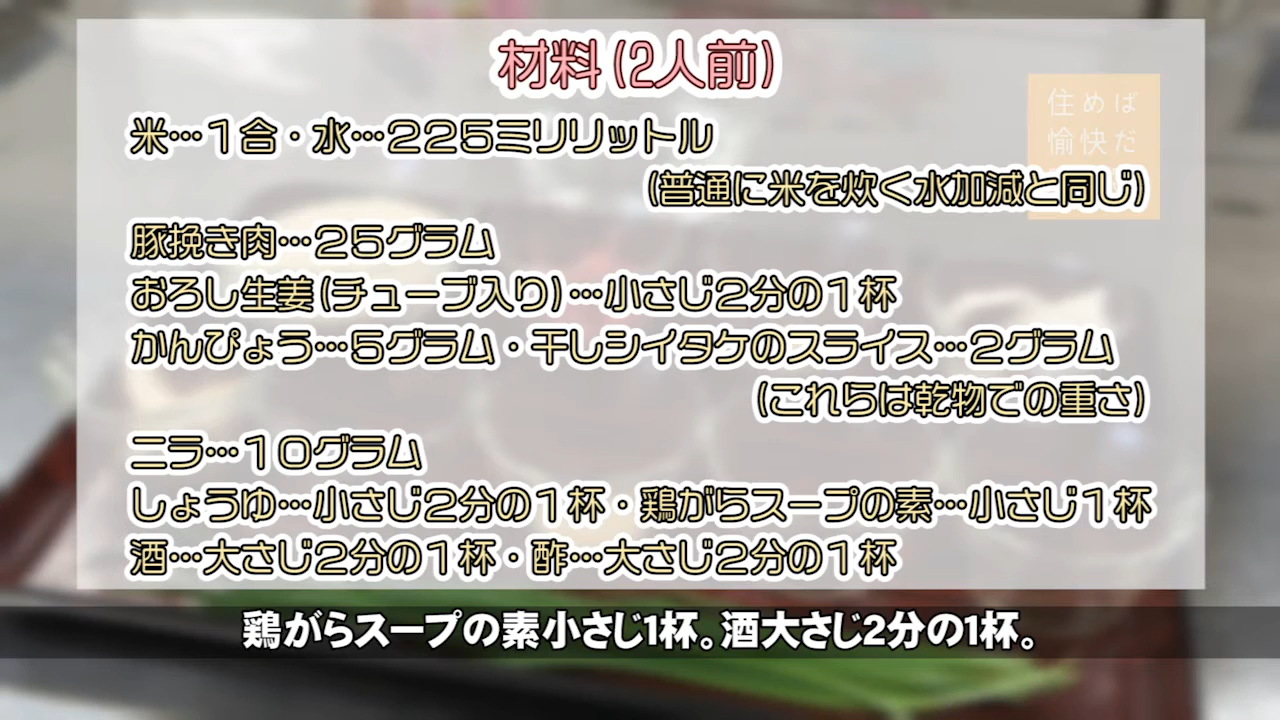 材料(2人前)
住めば
愉快だ
米…１合・水…２２５ミリリットル
(普通に米を炊く水加減と同じ)
豚挽き肉…２５グラム
おろし生姜(チューブ入り)…小さじ２分の１杯
かんぴょう…５グラム・干しシイタケのスライス…２グラム
(これらは乾物での重さ)
ニラ…１０グラム
しょうゆ…小さじ２分の１杯・鶏がらスープの素…小さじ１杯
酒…大さじ２分の１杯・酢…大さじ２分の１杯
鶏がらスープの素小さじ1杯。酒大さじ2分の1杯。